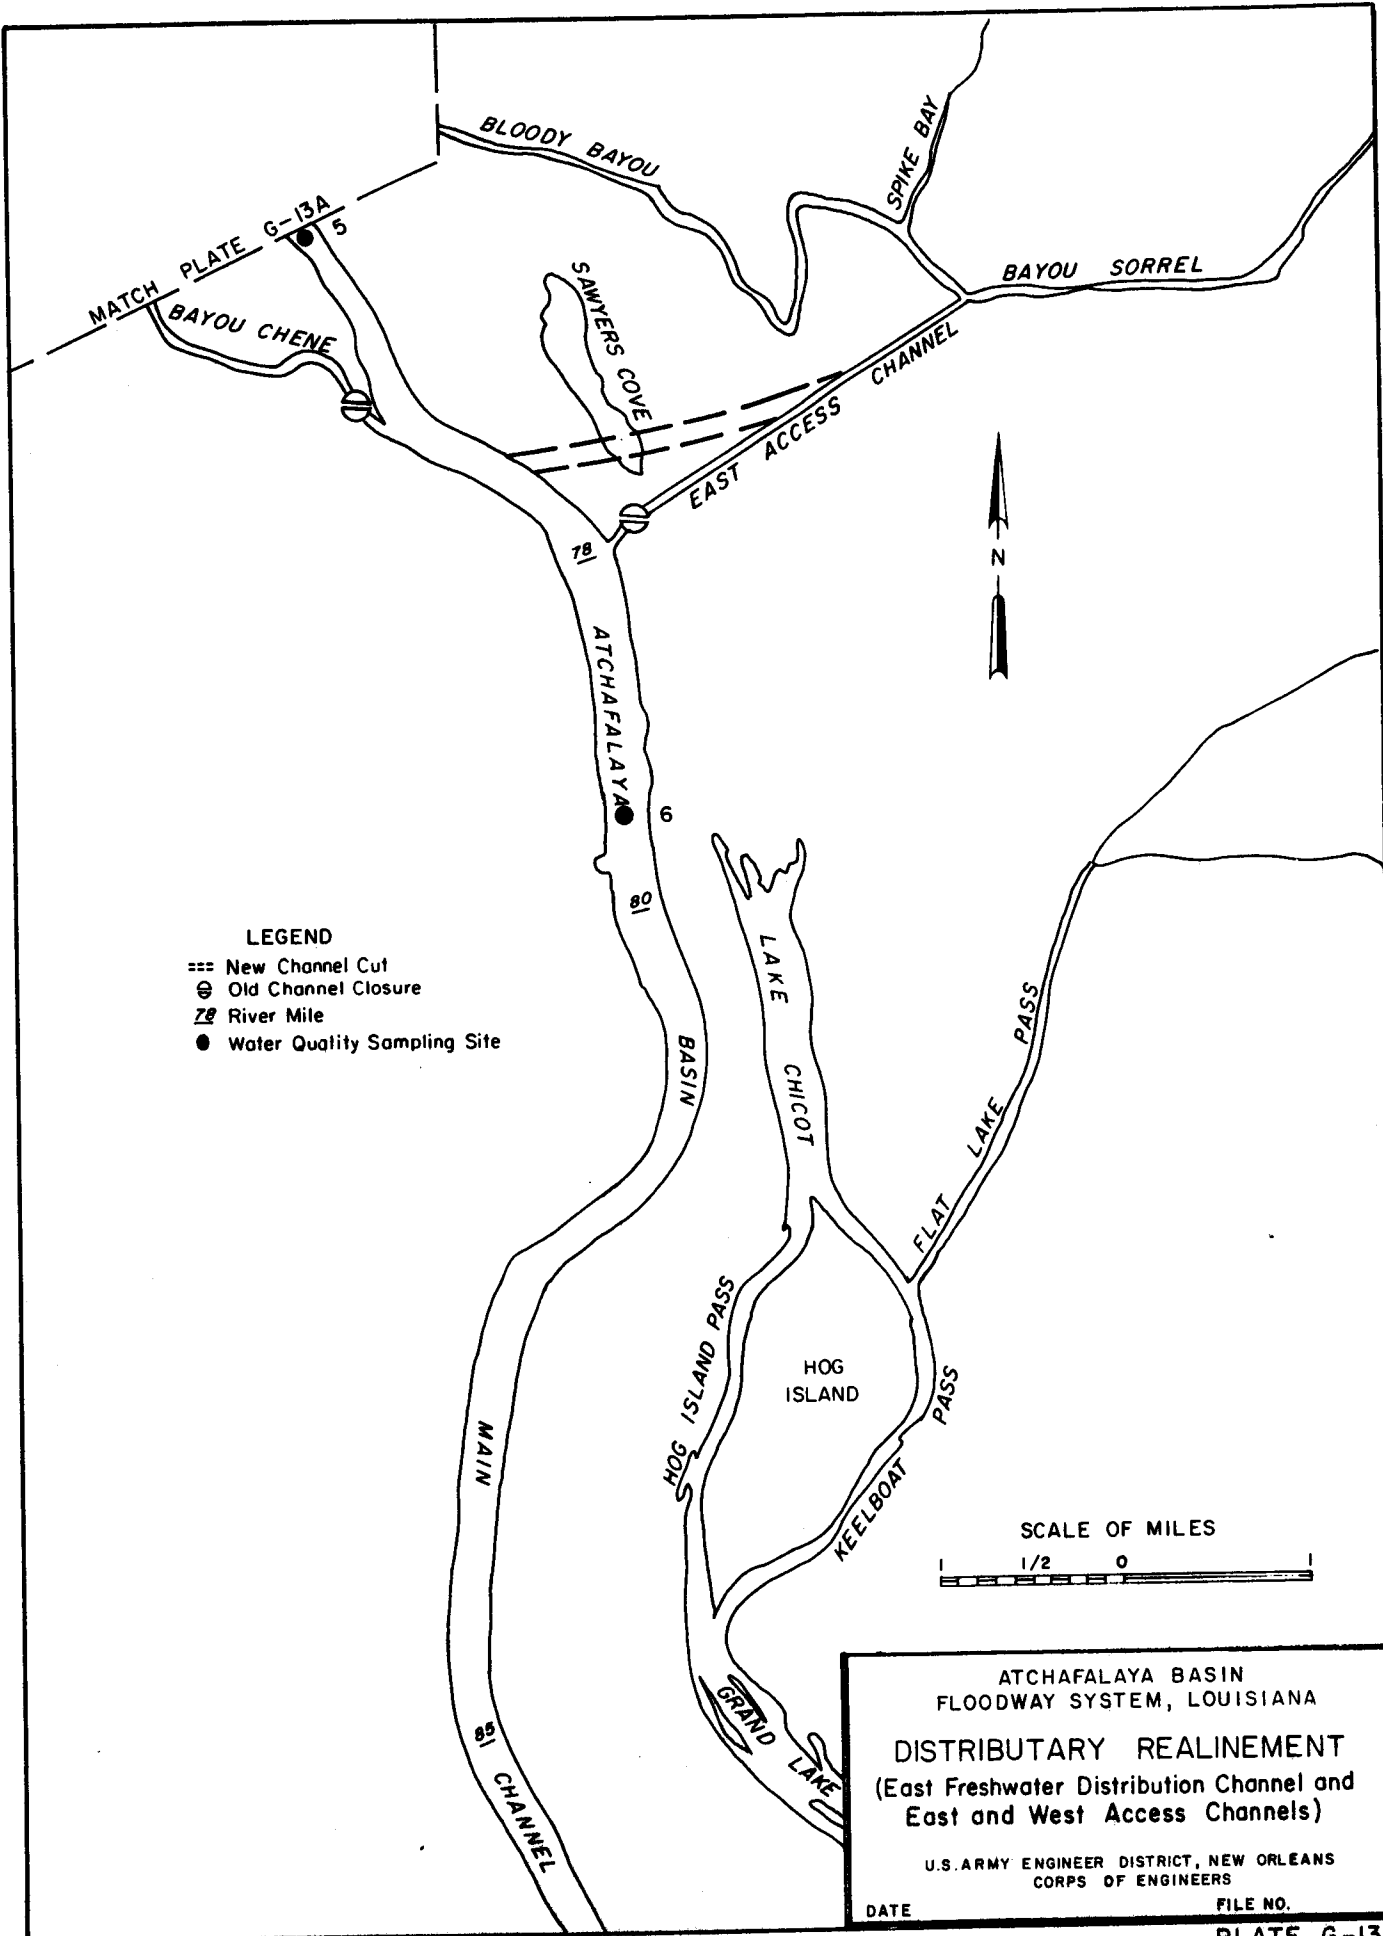 BLOODY BAYOU
SPIKE BAY
MATCH PLATE G-13A
5
BAYOU CHENE
SAWYERS COVE
BAYOU SORREL
EAST ACCESS CHANNEL
78
N
ATCHAFALAYA
6
80
LEGEND
New Channel Cut
Old Channel Closure
78 River Mile
Water Quality Sampling Site
BASIN
LAKE CHICOT
FLAT LAKE PASS
HOG ISLAND PASS
HOG
ISLAND
KEELBOAT PASS
MAIN
85
CHANNEL
GRAND LAKE
SCALE OF MILES
1 1/2 0 1
ATCHAFALAYA BASIN
FLOODWAY SYSTEM, LOUISIANA
DISTRIBUTARY REALINEMENT
(East Freshwater Distribution Channel and
East and West Access Channels)
U.S. ARMY ENGINEER DISTRICT, NEW ORLEANS
CORPS OF ENGINEERS
DATE FILE NO.
PLATE G-13